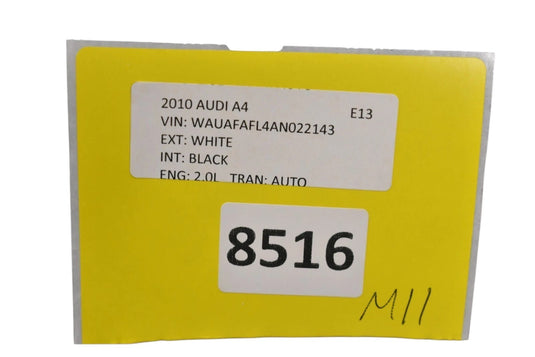 2010 AUDI A4 E13
VIN: WAUAFAFL4AN022143
EXT: WHITE
INT: BLACK
ENG: 2.0L TRAN: AUTO
8516
M11